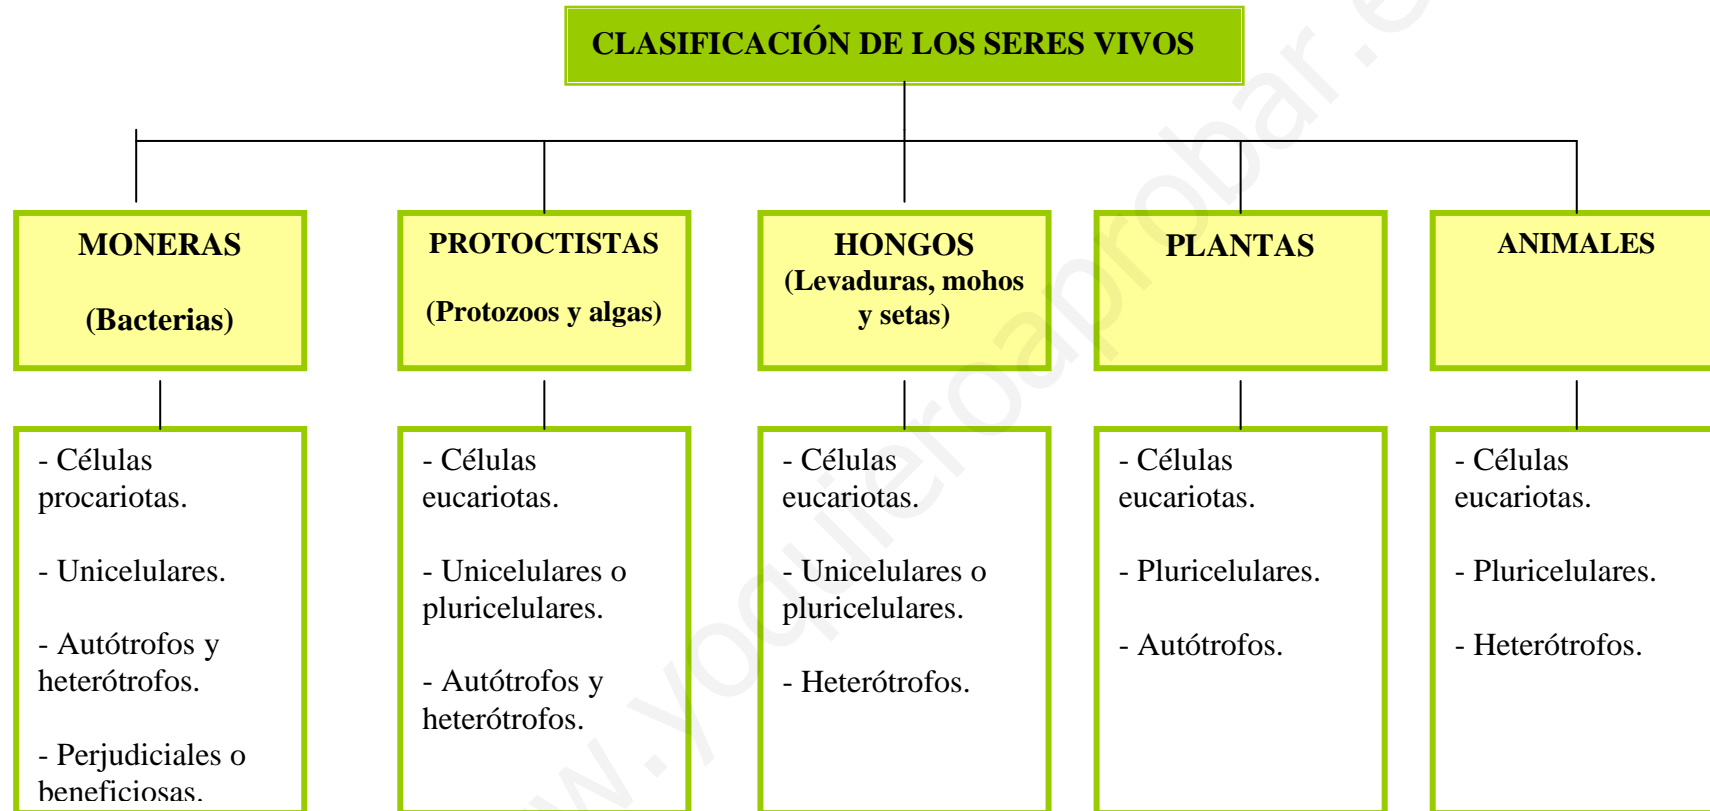 CLASIFICACIÓN DE LOS SERES VIVOS
MONERAS
(Bacterias)
PROTOCTISTAS
(Protozoos y algas)
HONGOS
(Levaduras, mohos
y setas)
PLANTAS
ANIMALES
- Células
procariotas.
- Unicelulares.
- Autótrofos y
heterótrofos.
- Perjudiciales o
beneficiosas.
- Células
eucariotas.
- Unicelulares o
pluricelulares.
- Autótrofos y
heterótrofos.
- Células
eucariotas.
- Unicelulares o
pluricelulares.
- Heterótrofos.
- Células
eucariotas.
- Pluricelulares.
- Autótrofos.
- Células
eucariotas.
- Pluricelulares.
- Heterótrofos.
w.yoquieroaprobar.e